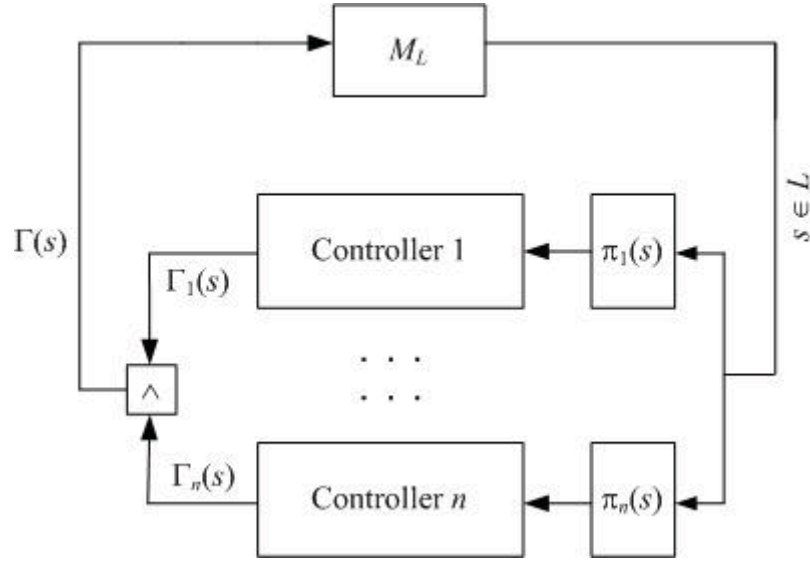 M_L
s ∈ L
Γ(s)
Controller 1
π₁(s)
Γ₁(s)
. . .
∧
. . .
Γₙ(s)
Controller n
πₙ(s)